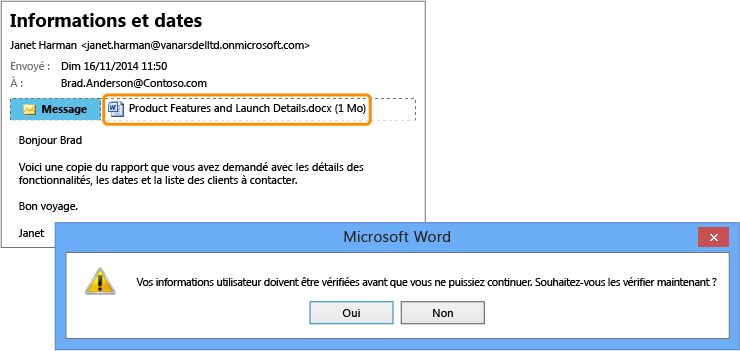 Informations et dates
Janet Harman <janet.harman@vanarsdelltd.onmicrosoft.com>
Envoyé : Dim 16/11/2014 11:50
À : Brad.Anderson@Contoso.com
Message Product Features and Launch Details.docx (1 Mo)
Bonjour Brad
Voici une copie du rapport que vous avez demandé avec les détails des
fonctionnalités, les dates et la liste des clients à contacter.
Bon voyage.
Janet
Microsoft Word
Vos informations utilisateur doivent être vérifiées avant que vous ne puissiez continuer. Souhaitez-vous les vérifier maintenant ?
Oui Non